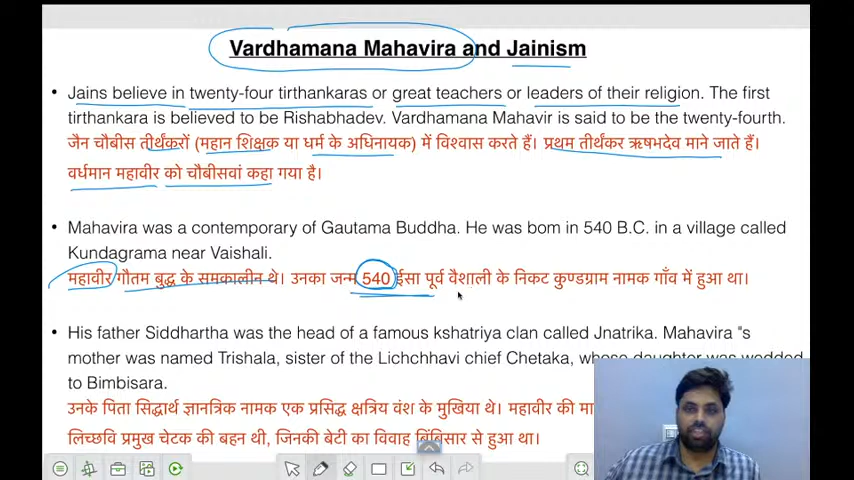 Vardhamana Mahavira and Jainism
• Jains believe in twenty-four tirthankaras or great teachers or leaders of their religion. The first
tirthankara is believed to be Rishabhadev. Vardhamana Mahavir is said to be the twenty-fourth.
जैन चौबीस तीर्थंकरों (महान शिक्षक या धर्म के अधिनायक) में विश्वास करते हैं। प्रथम तीर्थंकर ऋषभदेव माने जाते हैं।
वर्धमान महावीर को चौबीसवां कहा गया है।
• Mahavira was a contemporary of Gautama Buddha. He was born in 540 B.C. in a village called
Kundagrama near Vaishali.
महावीर गौतम बुद्ध के समकालीन थे। उनका जन्म 540 ईसा पूर्व वैशाली के निकट कुण्डग्राम नामक गाँव में हुआ था।
• His father Siddhartha was the head of a famous kshatriya clan called Jnatrika. Mahavira "s
mother was named Trishala, sister of the Lichchhavi chief Chetaka, whose daughter was wedded
to Bimbisara.
उनके पिता सिद्धार्थ ज्ञानत्रिक नामक एक प्रसिद्ध क्षत्रिय वंश के मुखिया थे। महावीर की
लिच्छवि प्रमुख चेटक की बहन थी, जिनकी बेटी का विवाह बिंबिसार से हुआ था।